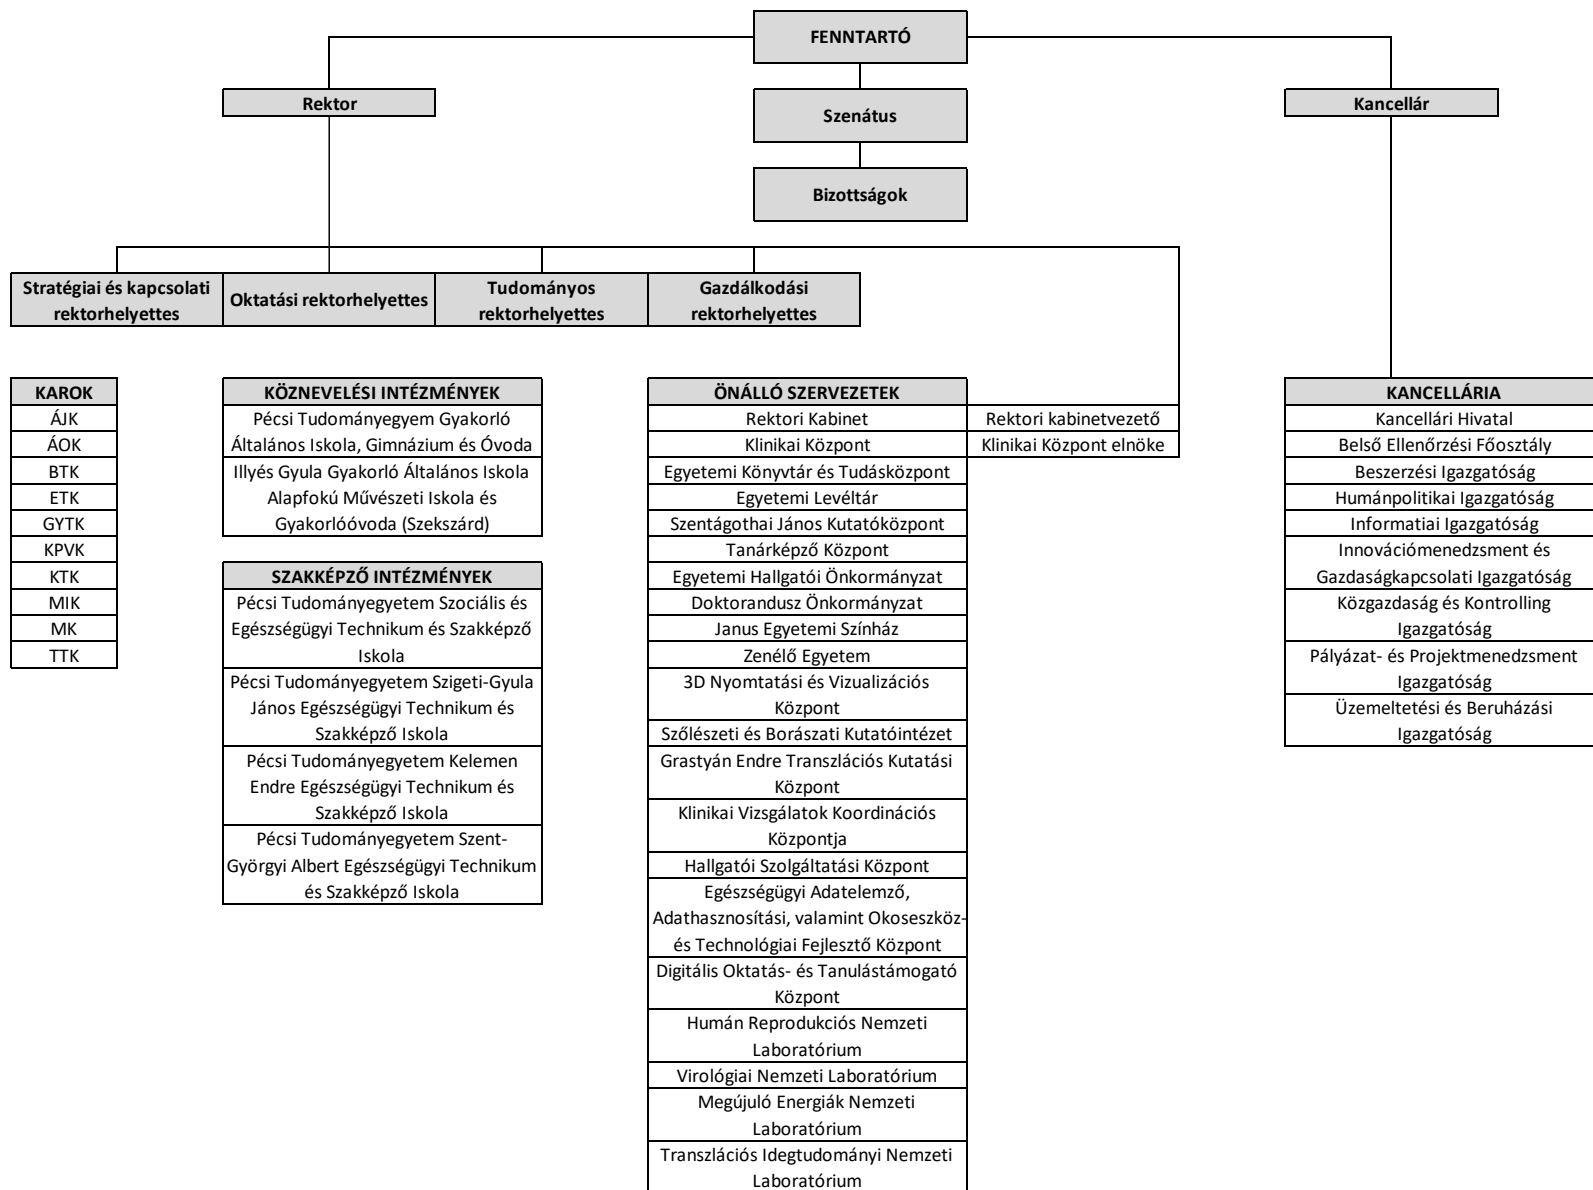 FENNTARTÓ
Rektor
Szenátus
Kancellár
Bizottságok
Stratégiai és kapcsolati
rektorhelyettes
Oktatási rektorhelyettes
Tudományos
rektorhelyettes
Gazdálkodási
rektorhelyettes
KAROK
ÁJK
ÁOK
BTK
ETK
GYTK
KPVK
KTK
MIK
MK
TTK
KÖZNEVELÉSI INTÉZMÉNYEK
Pécsi Tudományegyem Gyakorló
Általános Iskola, Gimnázium és Óvoda
Illyés Gyula Gyakorló Általános Iskola
Alapfokú Művészeti Iskola és
Gyakorlóóvoda (Szekszárd)
SZAKKÉPZŐ INTÉZMÉNYEK
Pécsi Tudományegyetem Szociális és
Egészségügyi Technikum és Szakképző
Iskola
Pécsi Tudományegyetem Szigeti-Gyula
János Egészségügyi Technikum és
Szakképző Iskola
Pécsi Tudományegyetem Kelemen
Endre Egészségügyi Technikum és
Szakképző Iskola
Pécsi Tudományegyetem Szent-
Györgyi Albert Egészségügyi Technikum
és Szakképző Iskola
ÖNÁLLÓ SZERVEZETEK
Rektori Kabinet
Rektori kabinetvezető
Klinikai Központ
Klinikai Központ elnöke
Egyetemi Könyvtár és Tudásközpont
Egyetemi Levéltár
Szentágothai János Kutatóközpont
Tanárképző Központ
Egyetemi Hallgatói Önkormányzat
Doktorandusz Önkormányzat
Janus Egyetemi Színház
Zenélő Egyetem
3D Nyomtatási és Vizualizációs
Központ
Szőlészeti és Borászati Kutatóintézet
Grastyán Endre Transzlációs Kutatási
Központ
Klinikai Vizsgálatok Koordinációs
Központja
Hallgatói Szolgáltatási Központ
Egészségügyi Adatelemző,
Adathasznosítási, valamint Okoseszköz-
és Technológiai Fejlesztő Központ
Digitális Oktatás- és Tanulástámogató
Központ
Humán Reprodukciós Nemzeti
Laboratórium
Virológiai Nemzeti Laboratórium
Megújuló Energiák Nemzeti
Laboratórium
Transzlációs Idegtudományi Nemzeti
Laboratórium
KANCELLÁRIA
Kancellári Hivatal
Belső Ellenőrzési Főosztály
Beszerzési Igazgatóság
Humánpolitikai Igazgatóság
Informatiai Igazgatóság
Innovációmenedzsment és
Gazdaságkapcsolati Igazgatóság
Közgazdaság és Kontrolling
Igazgatóság
Pályázat- és Projektmenedzsment
Igazgatóság
Üzemeltetési és Beruházási
Igazgatóság